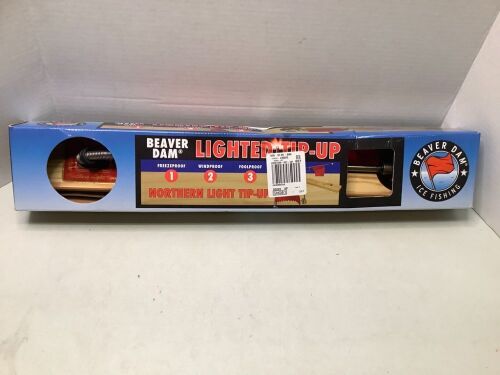 BEAVER DAM®
LIGHTED TIP-UP
FREEZEPROOF WINDPROOF FOOLPROOF
1 2 3
NORTHERN LIGHT TIP-UP
BEAVER DAM®
ICE FISHING